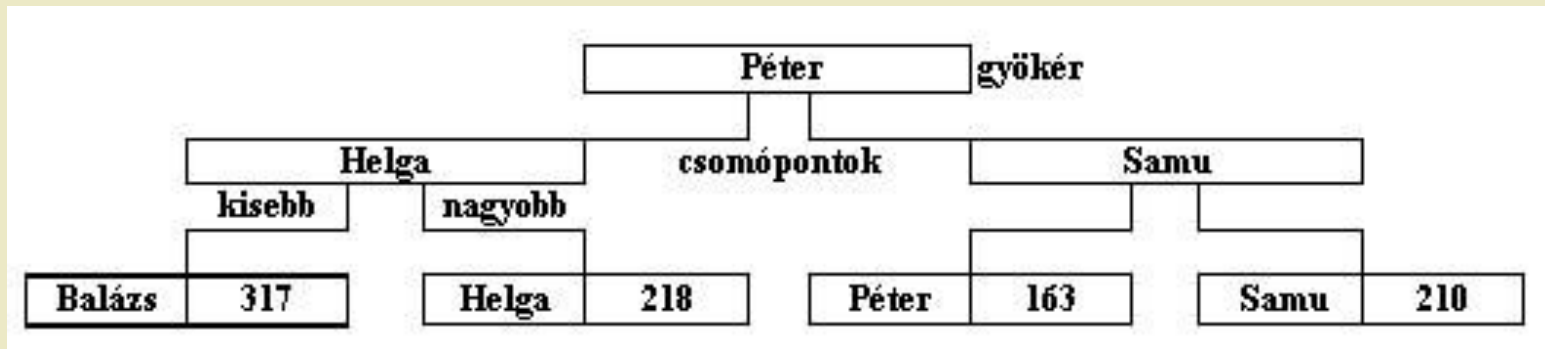 Péter gyökér
Helga csomópontok Samu
kisebb nagyobb
Balázs 317 Helga 218 Péter 163 Samu 210